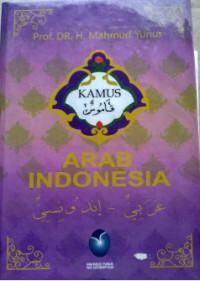 Prof. DR. H. Mahmud Yunus
KAMUS
قاموس
ARAB
INDONESIA
عربي - إندونيسي